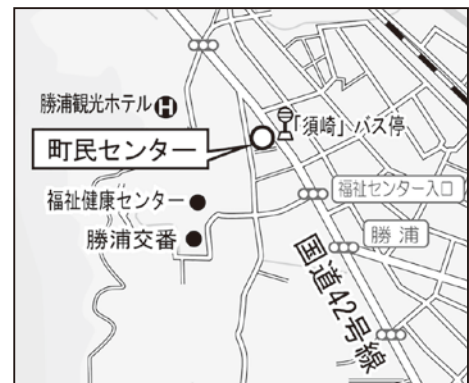 勝浦観光ホテル H
「須崎」バス停
町民センター
福祉健康センター
福祉センター入口
勝浦交番
勝浦
国道42号線